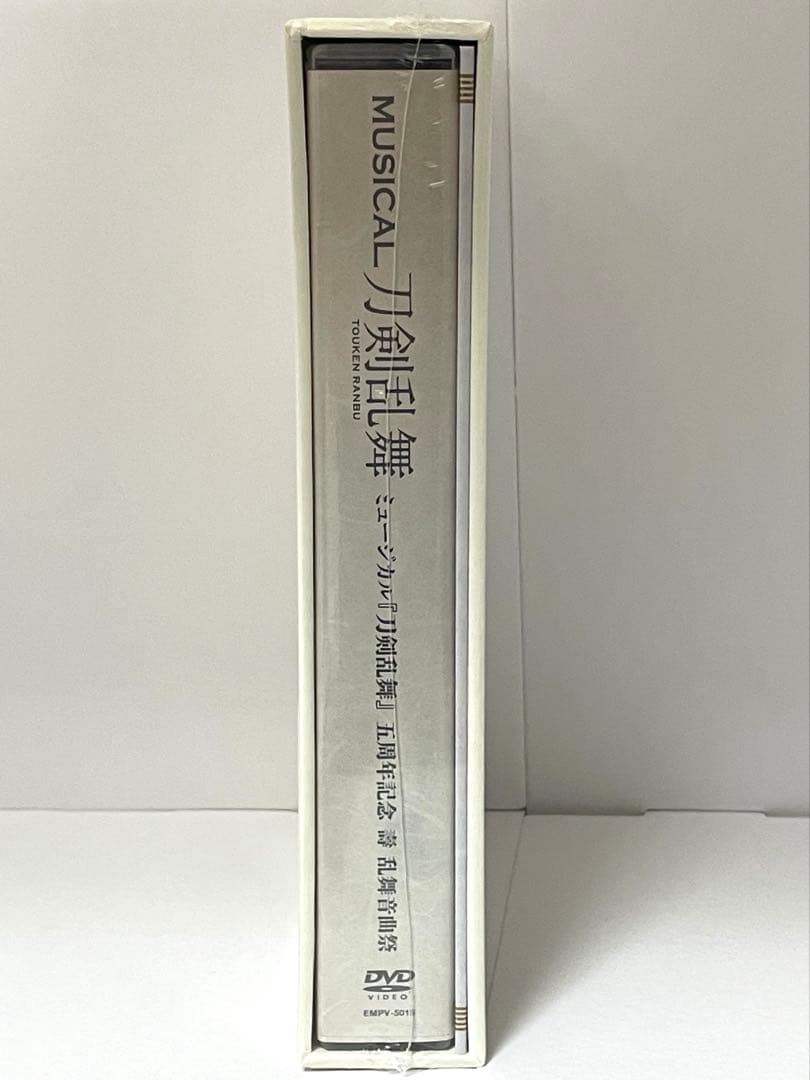 MUSICAL 刀剣乱舞
TOUKEN RANBU
ミュージカル『刀剣乱舞』 五周年記念 壽 乱舞音曲祭
DVD
VIDEO